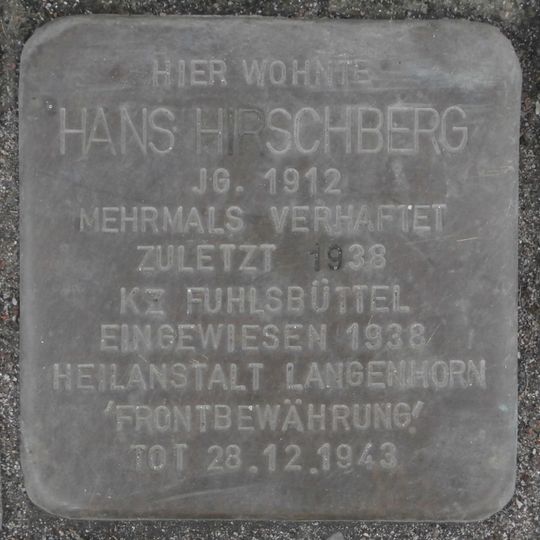 HIER WOHNTE
HANS HIRSCHBERG
JG. 1912
MEHRMALS VERHAFTET
ZULETZT 1938
KZ FUHLSBÜTTEL
EINGEWIESEN 1938
HEILANSTALT LANGENHORN
'FRONTBEWÄHRUNG'
TOT 28.12.1943